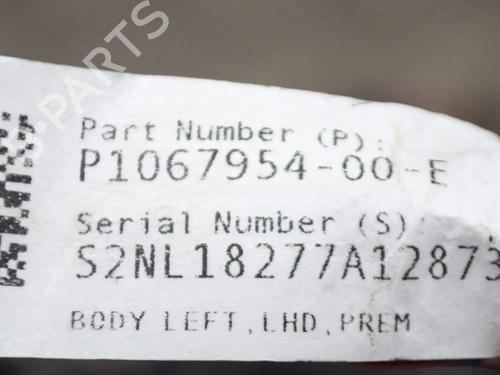 Part Number (P):
P1067954-00-E
Serial Number (S):
S2NL18277A12873
BODY LEFT, LHD, PREM
B-PARTS